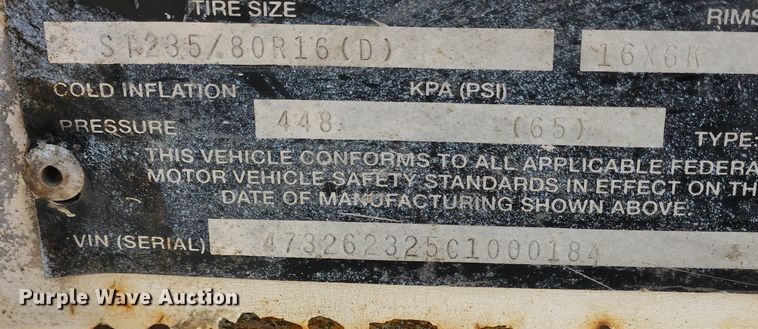 TIRE SIZE RIMS
ST235/80R16(D) 16X6K
COLD INFLATION KPA (PSI)
PRESSURE 448 (65) TYPE:
THIS VEHICLE CONFORMS TO ALL APPLICABLE FEDERA
MOTOR VEHICLE SAFETY STANDARDS IN EFFECT ON TH
DATE OF MANUFACTURING SHOWN ABOVE.
VIN (SERIAL) 473262325C1000184
Purple Wave Auction